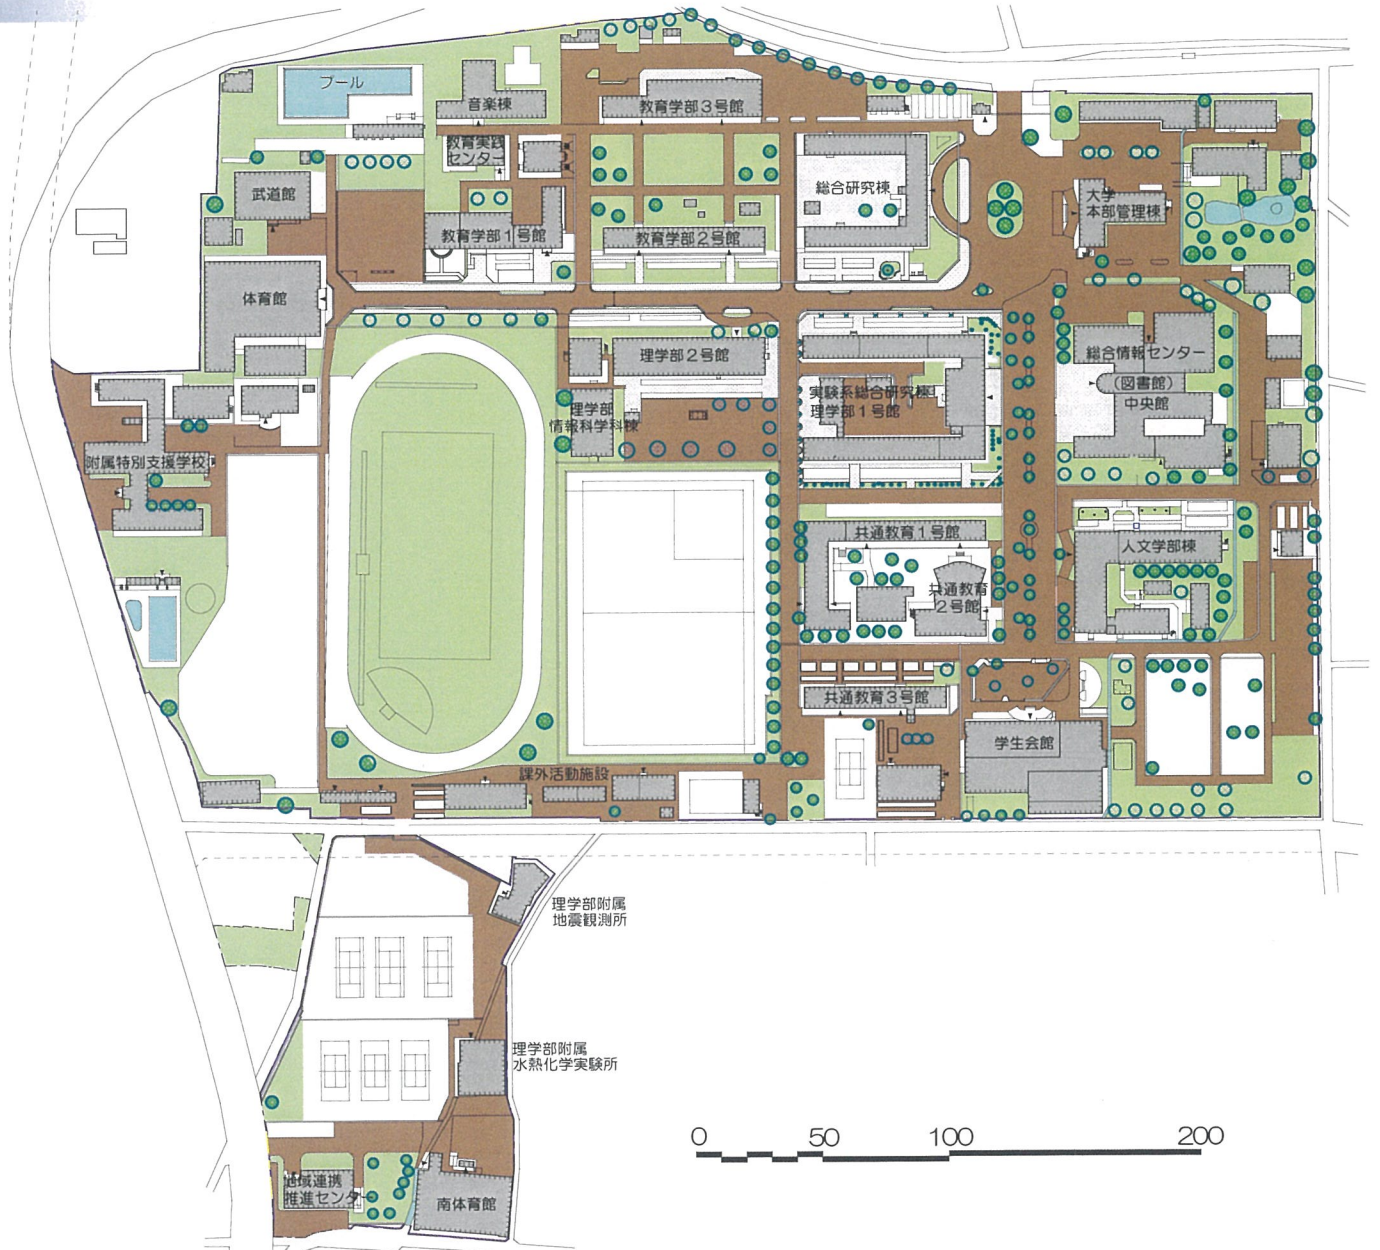 プール
音楽棟
教育学部3号館
教育実践
センター
武道館
総合研究棟
大学
本部管理棟
教育学部1号館
教育学部2号館
体育館
理学部2号館
総合情報センター
(図書館)
中央館
実験系総合研究棟
理学部1号館
理学部
情報科学科棟
附属特別支援学校
共通教育1号館
人文学部棟
共通教育
2号館
共通教育3号館
学生会館
課外活動施設
理学部附属
地震観測所
理学部附属
水熱化学実験所
0 50 100 200
地域連携
推進センター
南体育館